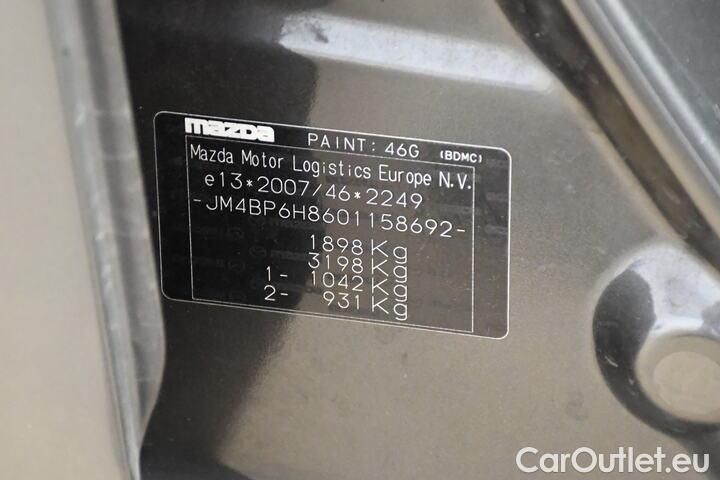 mazda PAINT: 46G (BDMC)
Mazda Motor Logistics Europe N.V.
e13*2007/46*2249
-JM4BP6H8601158692-
1898 Kg
3198 Kg
1- 1042 Kg
2- 931 Kg
CarOutlet.eu